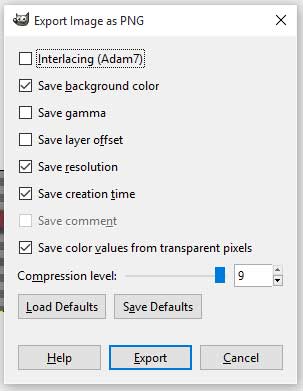 Export Image as PNG
Interlacing (Adam7)
Save background color
Save gamma
Save layer offset
Save resolution
Save creation time
Save comment
Save color values from transparent pixels
Compression level: 9
Load Defaults Save Defaults
Help Export Cancel